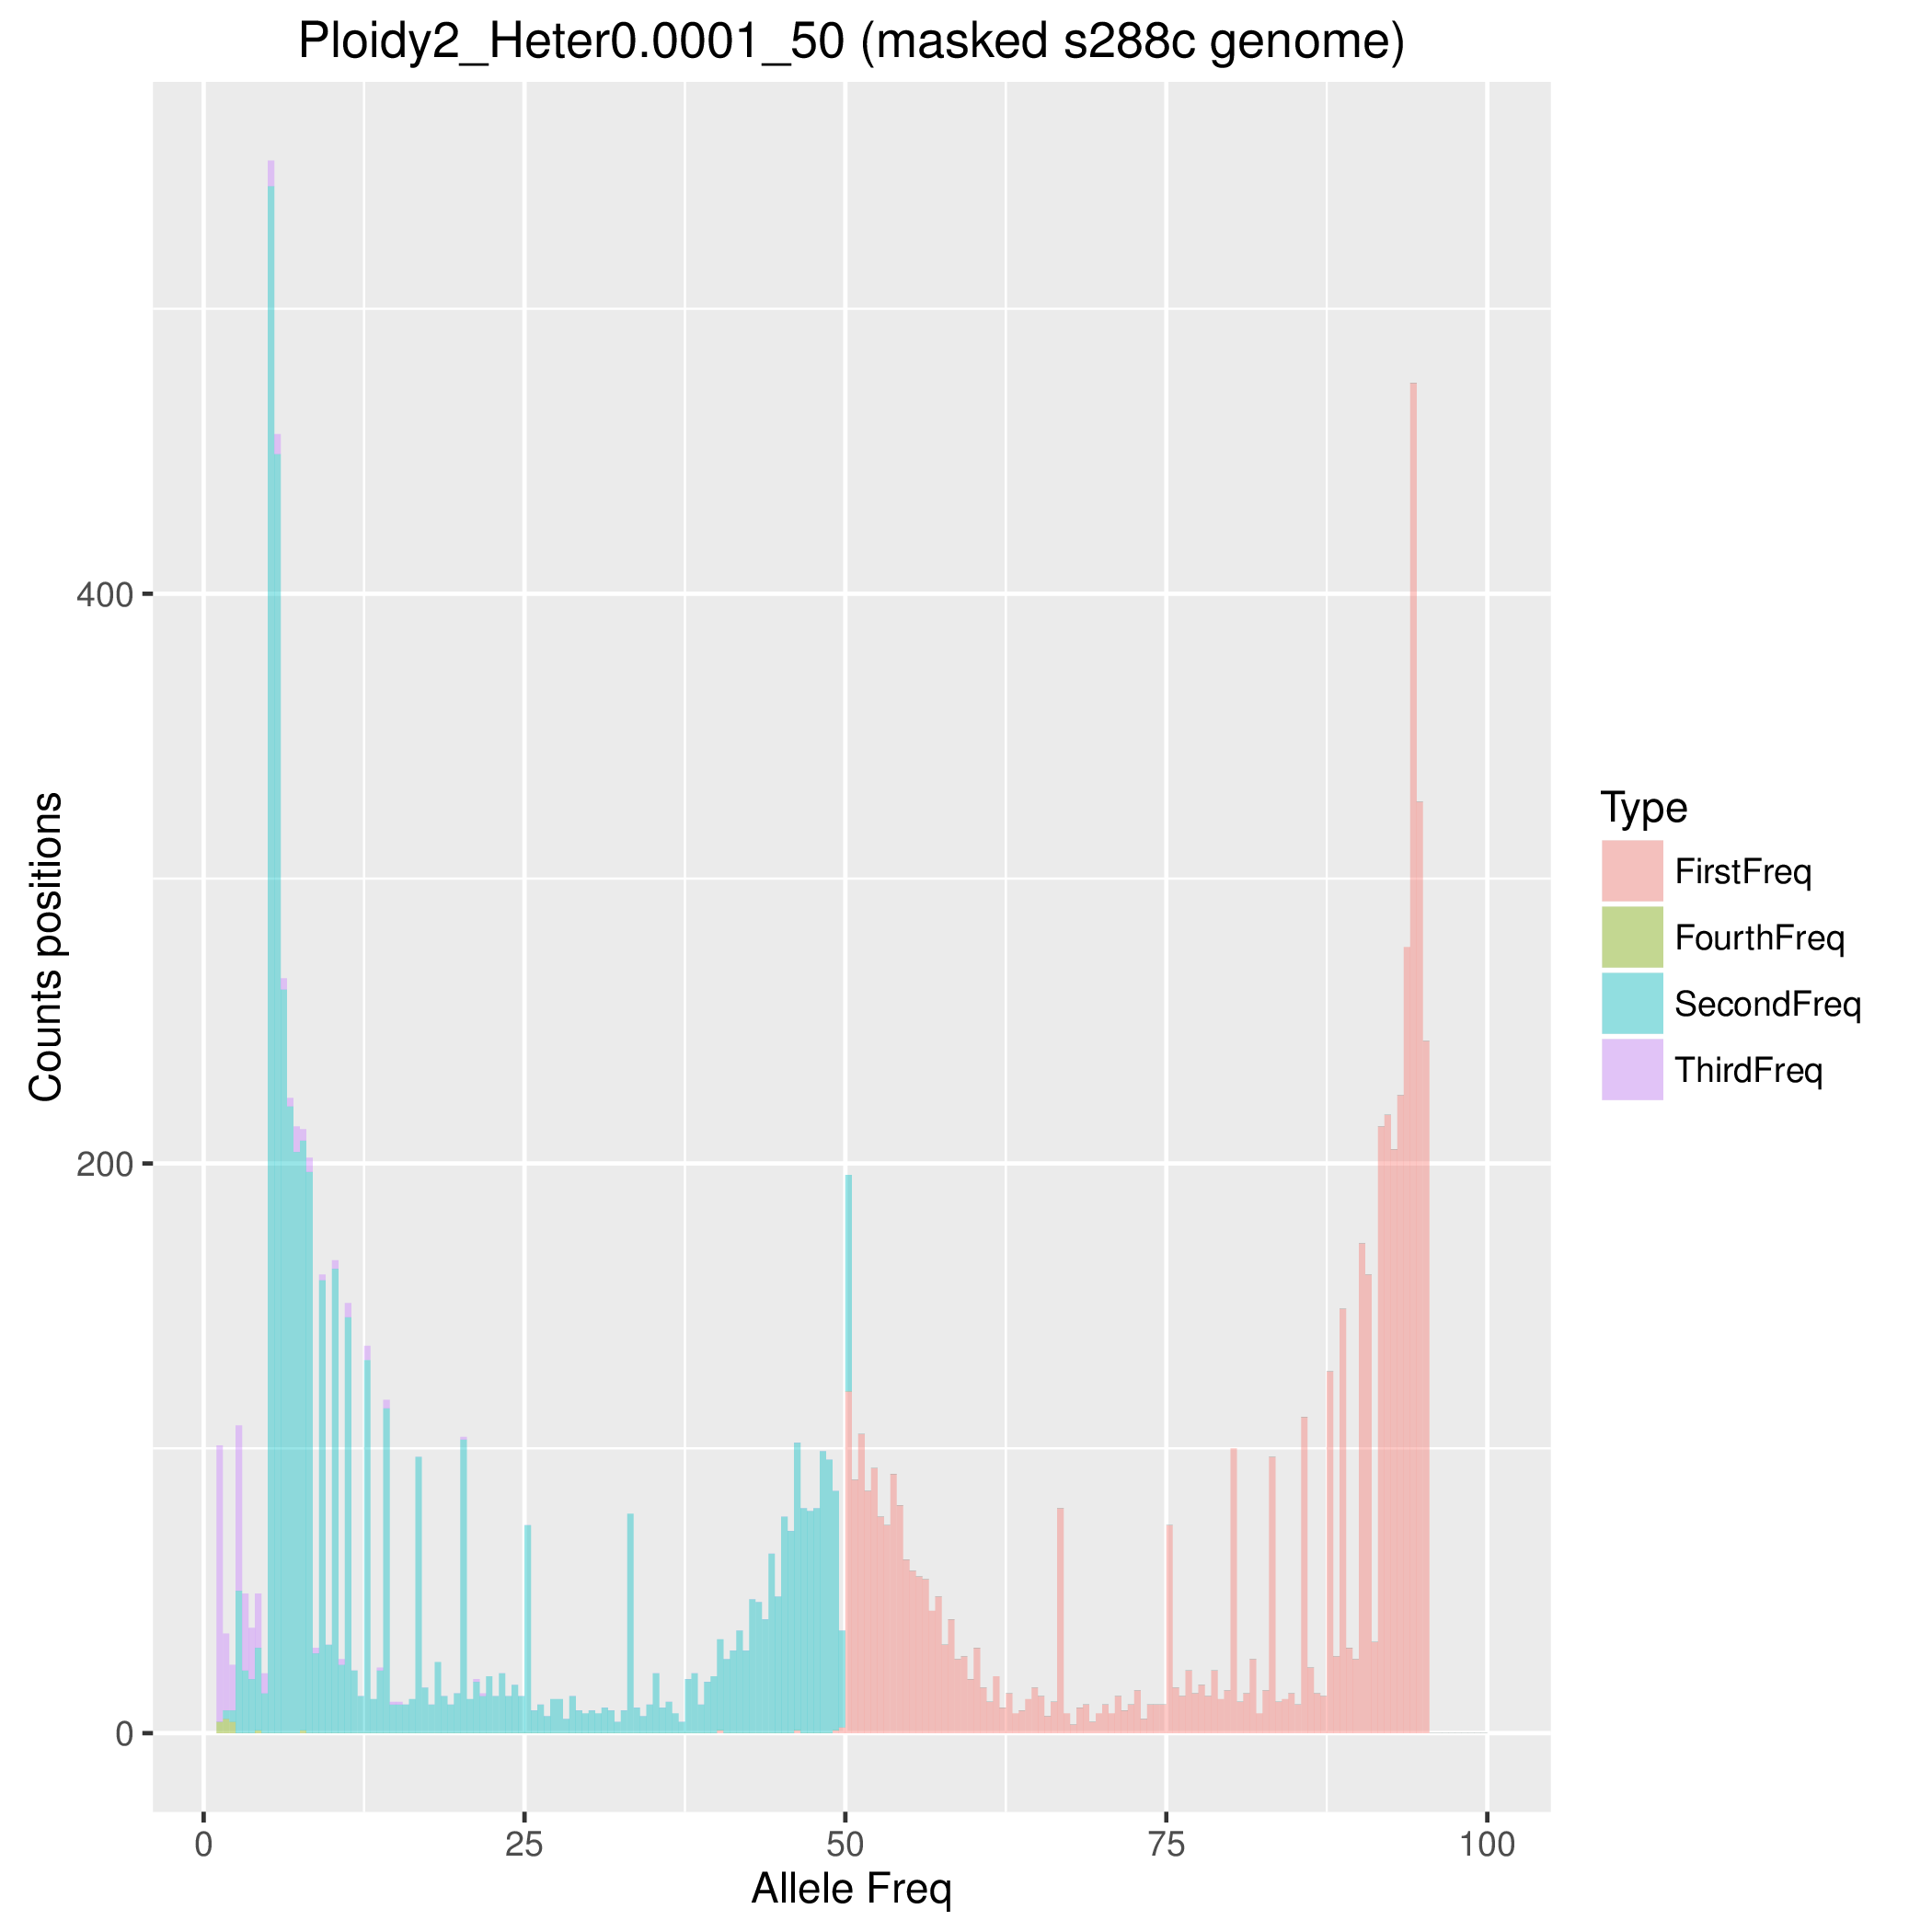 Ploidy2_Heter0.0001_50 (masked s288c genome)
Counts positions
400
200
0
0 25 50 75 100
Allele Freq
Type
FirstFreq
FourthFreq
SecondFreq
ThirdFreq